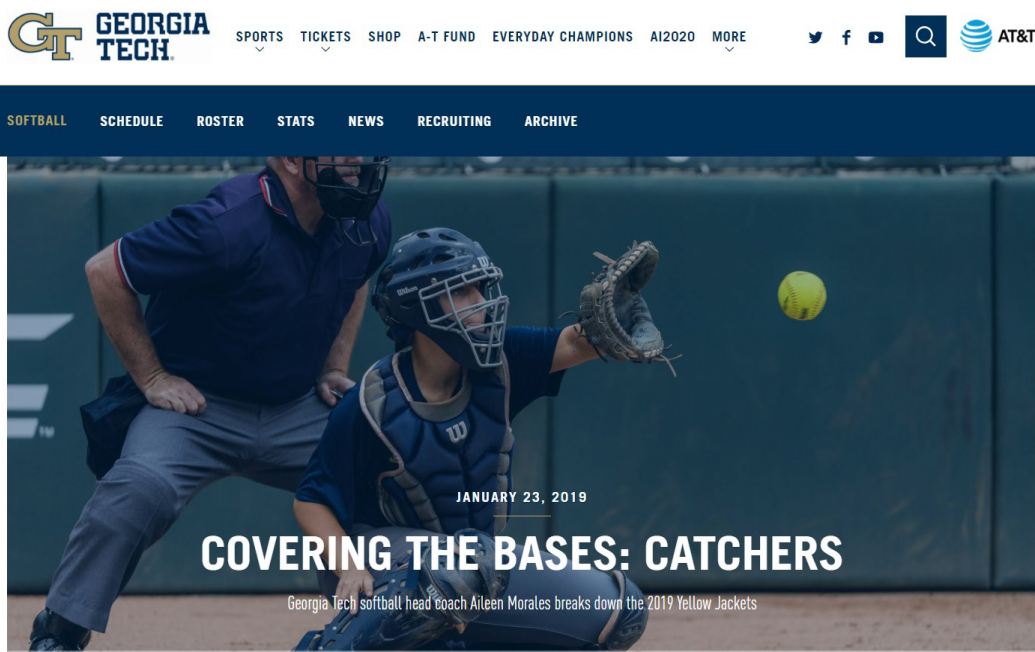 GT GEORGIA TECH
SPORTS TICKETS SHOP A-T FUND EVERYDAY CHAMPIONS AI2020 MORE
AT&T
SOFTBALL SCHEDULE ROSTER STATS NEWS RECRUITING ARCHIVE
Wilson
W
E
TM
JANUARY 23, 2019
COVERING THE BASES: CATCHERS
Georgia Tech softball head coach Aileen Morales breaks down the 2019 Yellow Jackets